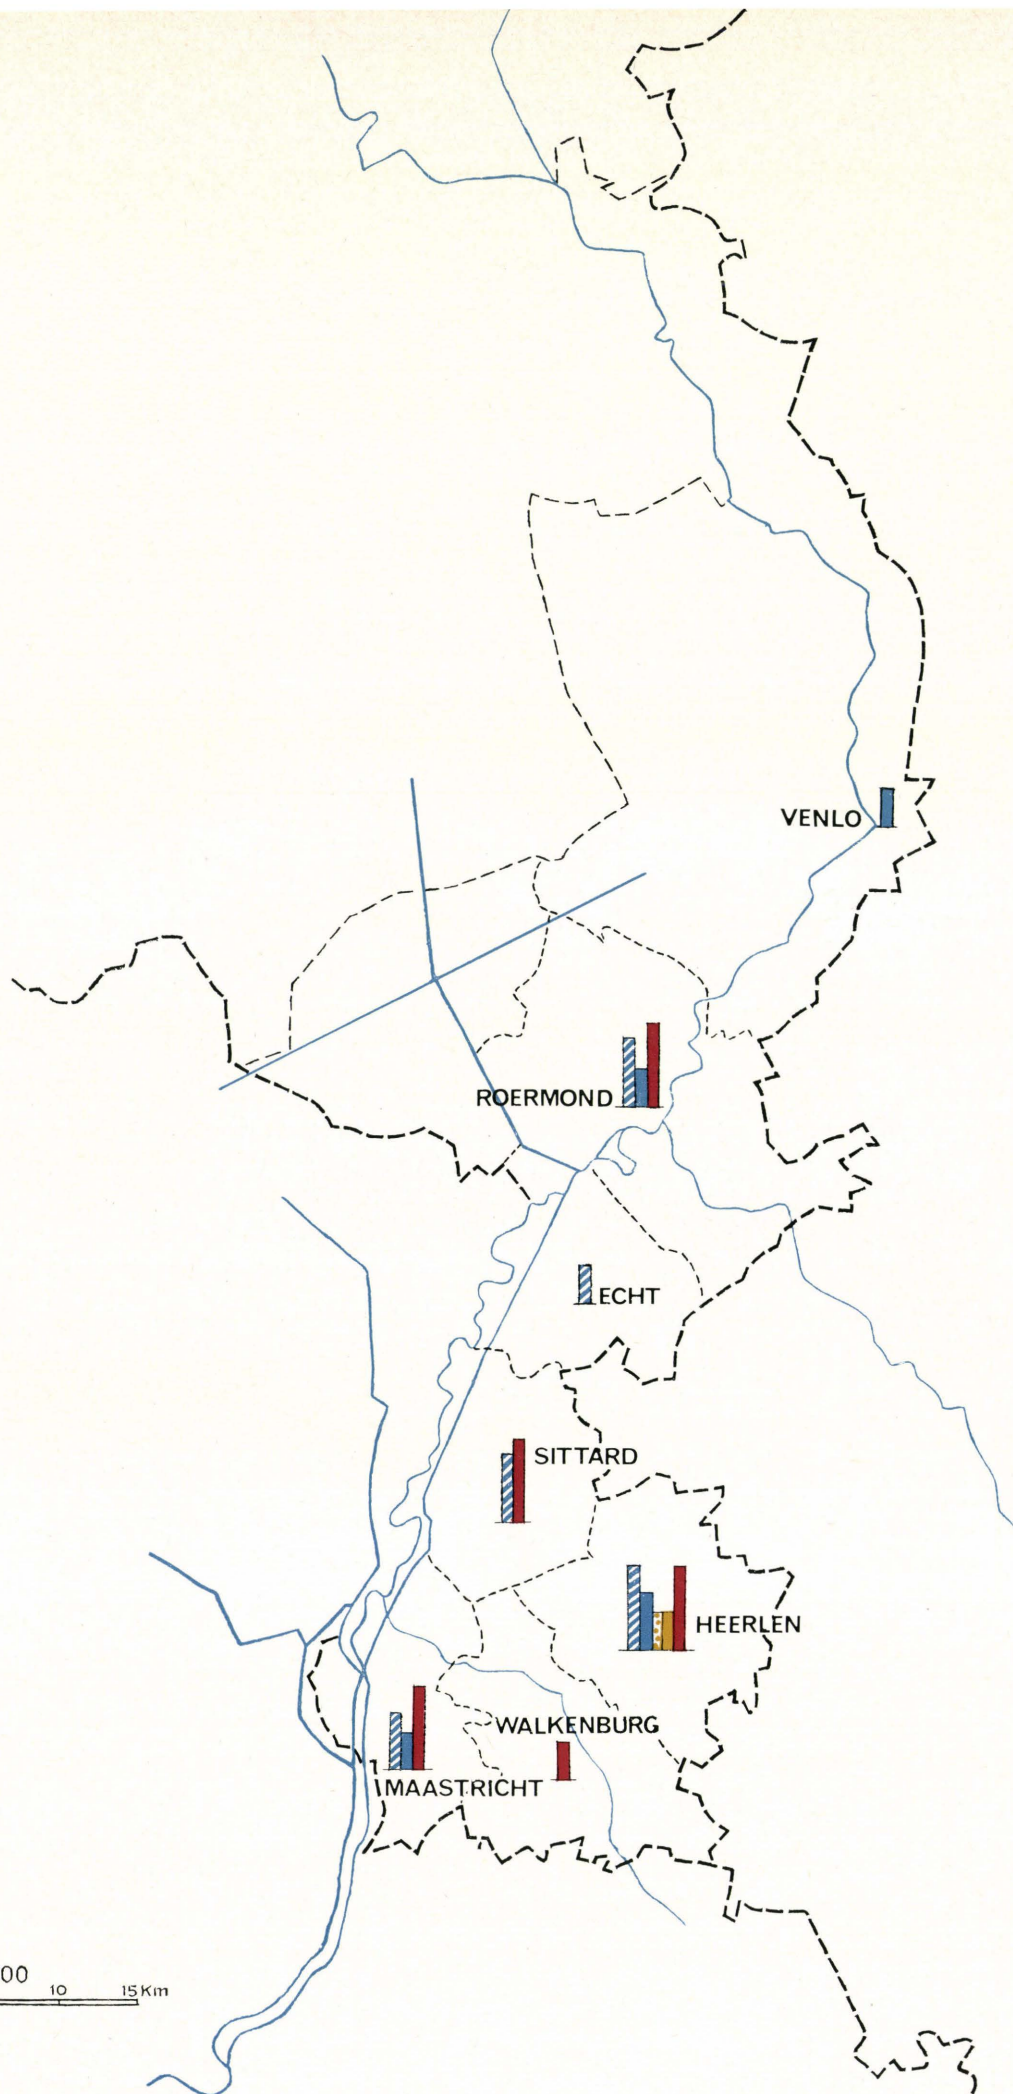 VENLO
ROERMOND
ECHT
SITTARD
HEERLEN
WALKENBURG
MAASTRICHT
00
10 15 Km